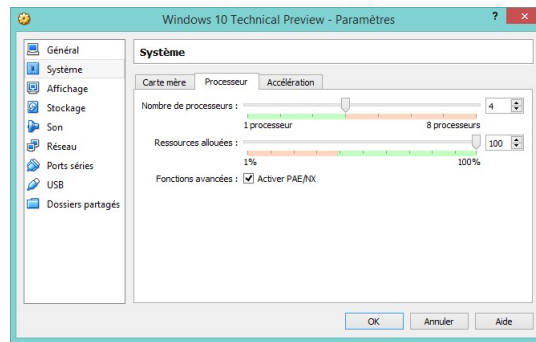 Windows 10 Technical Preview - Paramètres
?
Général
Système
Affichage
Stockage
Son
Réseau
Ports séries
USB
Dossiers partagés
Système
Carte mère Processeur Accélération
Nombre de processeurs : 4
1 processeur 8 processeurs
Ressources allouées : 100
1% 100%
Fonctions avancées : Activer PAE/NX
OK Annuler Aide